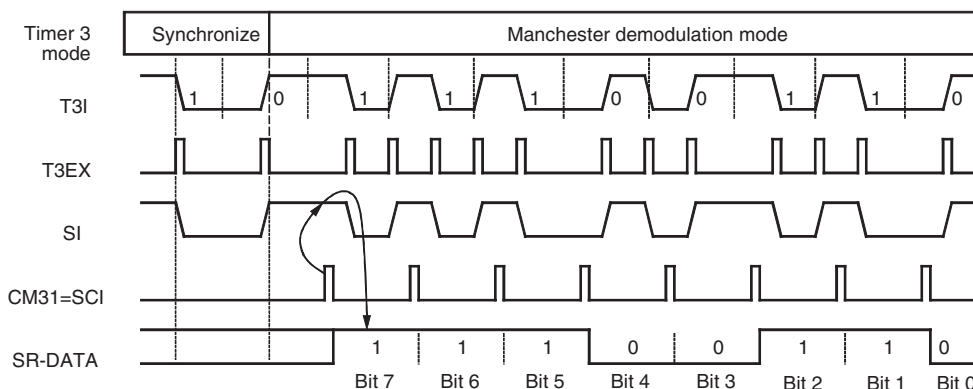 Timer 3 mode
Synchronize
Manchester demodulation mode
T3I
1 0 1 1 1 0 0 1 1 0
T3EX
SI
CM31=SCI
SR-DATA
1 1 1 0 0 1 1 0
Bit 7 Bit 6 Bit 5 Bit 4 Bit 3 Bit 2 Bit 1 Bit 0